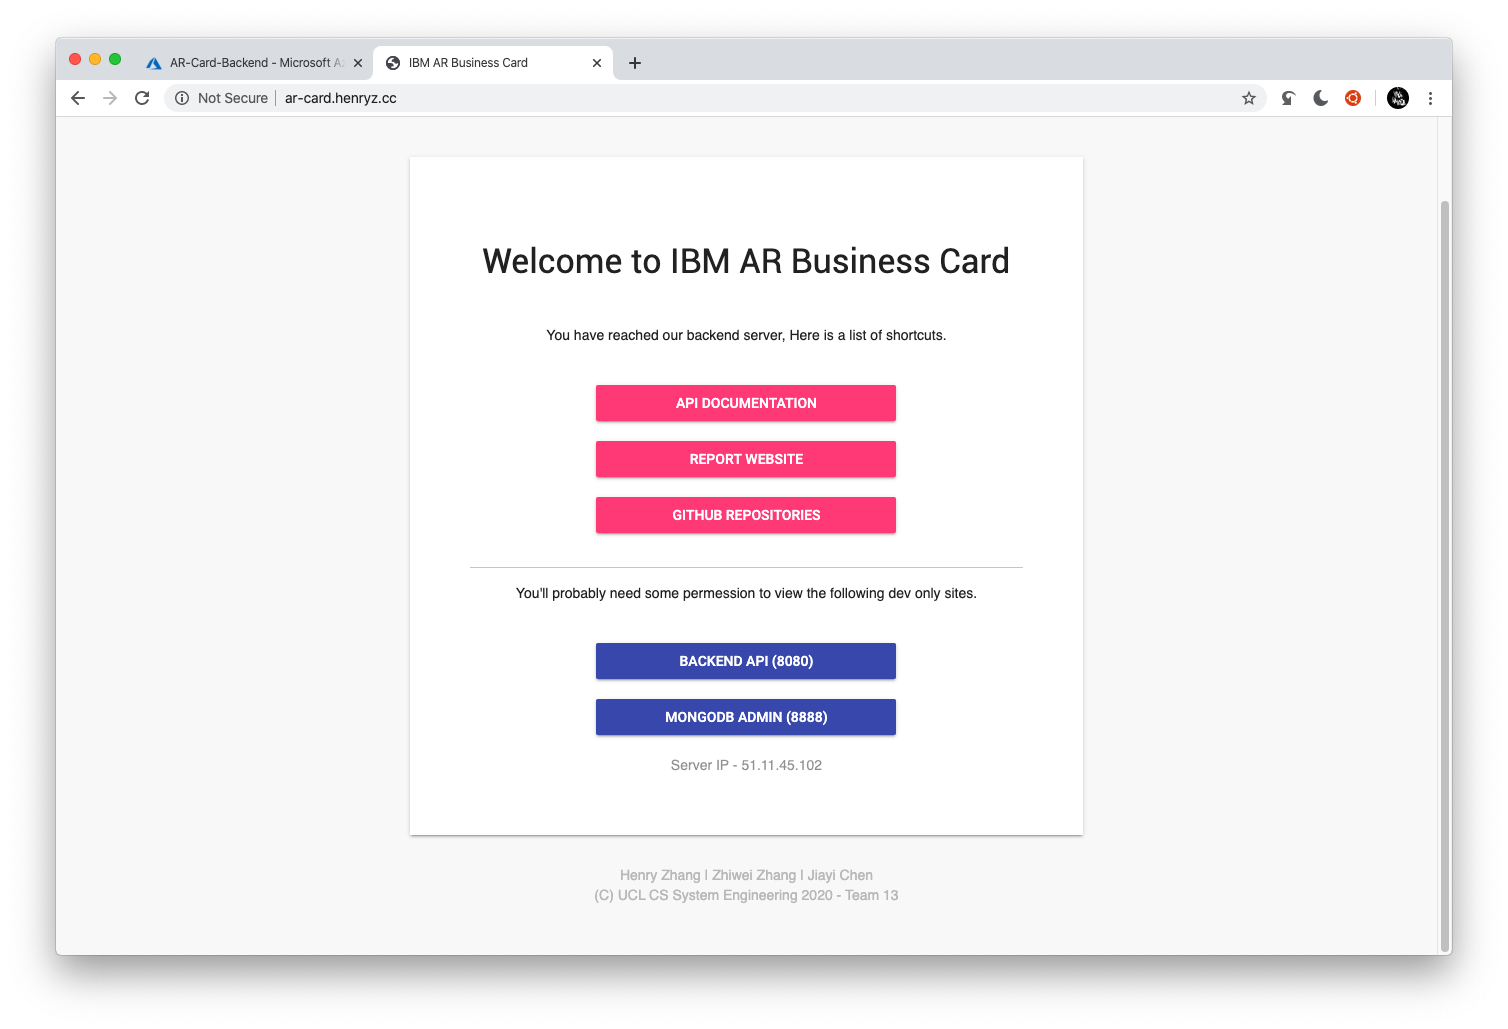 AR-Card-Backend - Microsoft Az
IBM AR Business Card
Not Secure
ar-card.henryz.cc
Welcome to IBM AR Business Card
You have reached our backend server, Here is a list of shortcuts.
API DOCUMENTATION
REPORT WEBSITE
GITHUB REPOSITORIES
You'll probably need some permession to view the following dev only sites.
BACKEND API (8080)
MONGODB ADMIN (8888)
Server IP - 51.11.45.102
Henry Zhang | Zhiwei Zhang | Jiayi Chen
(C) UCL CS System Engineering 2020 - Team 13